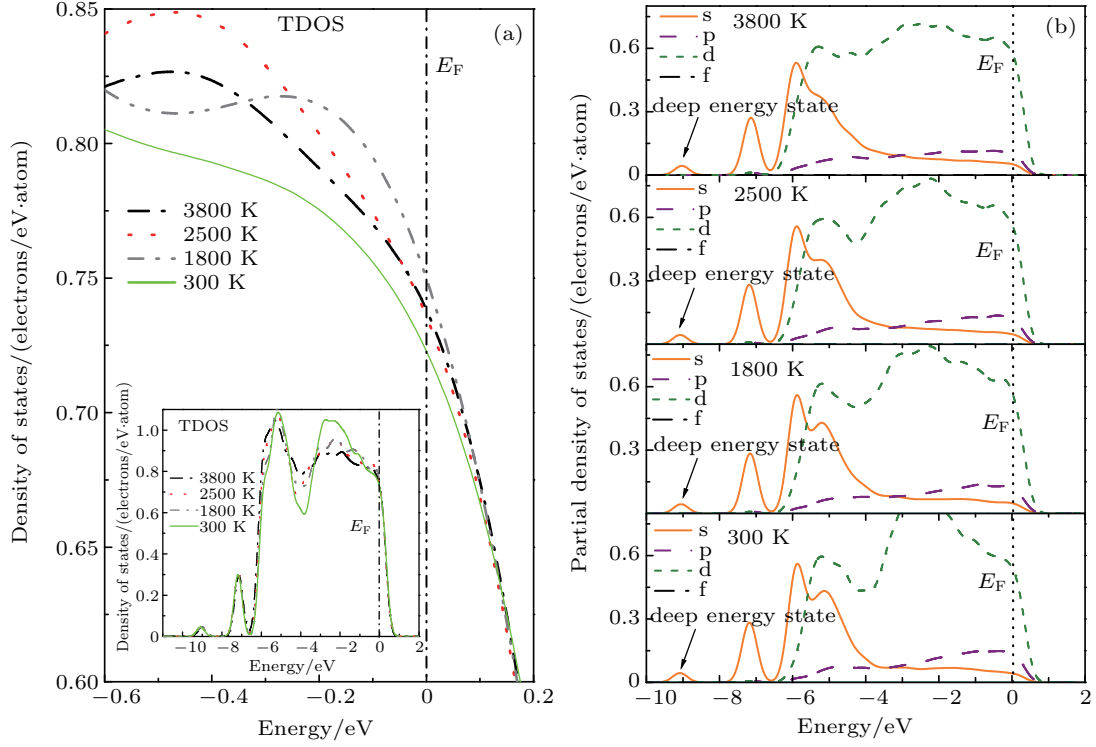 TDOS
(a)
E_F
3800 K
2500 K
1800 K
300 K
Density of states/(electrons/eV·atom)
0.85
0.80
0.75
0.70
0.65
0.60
−0.6
−0.4
−0.2
0
0.2
Energy/eV
TDOS
3800 K
2500 K
1800 K
300 K
E_F
Density of states/(electrons/eV·atom)
1.0
0.8
0.6
0.4
0.2
0
−10
−8
−6
−4
−2
0
2
Energy/eV
(b)
Partial density of states/(electrons/eV·atom)
s
p
d
f
3800 K
E_F
deep energy state
0.6
0.3
0
s
p
d
f
2500 K
E_F
deep energy state
0.6
0.3
0
s
p
d
f
1800 K
E_F
deep energy state
0.6
0.3
0
s
p
d
f
300 K
E_F
deep energy state
0.6
0.3
0
−10
−8
−6
−4
−2
0
2
Energy/eV